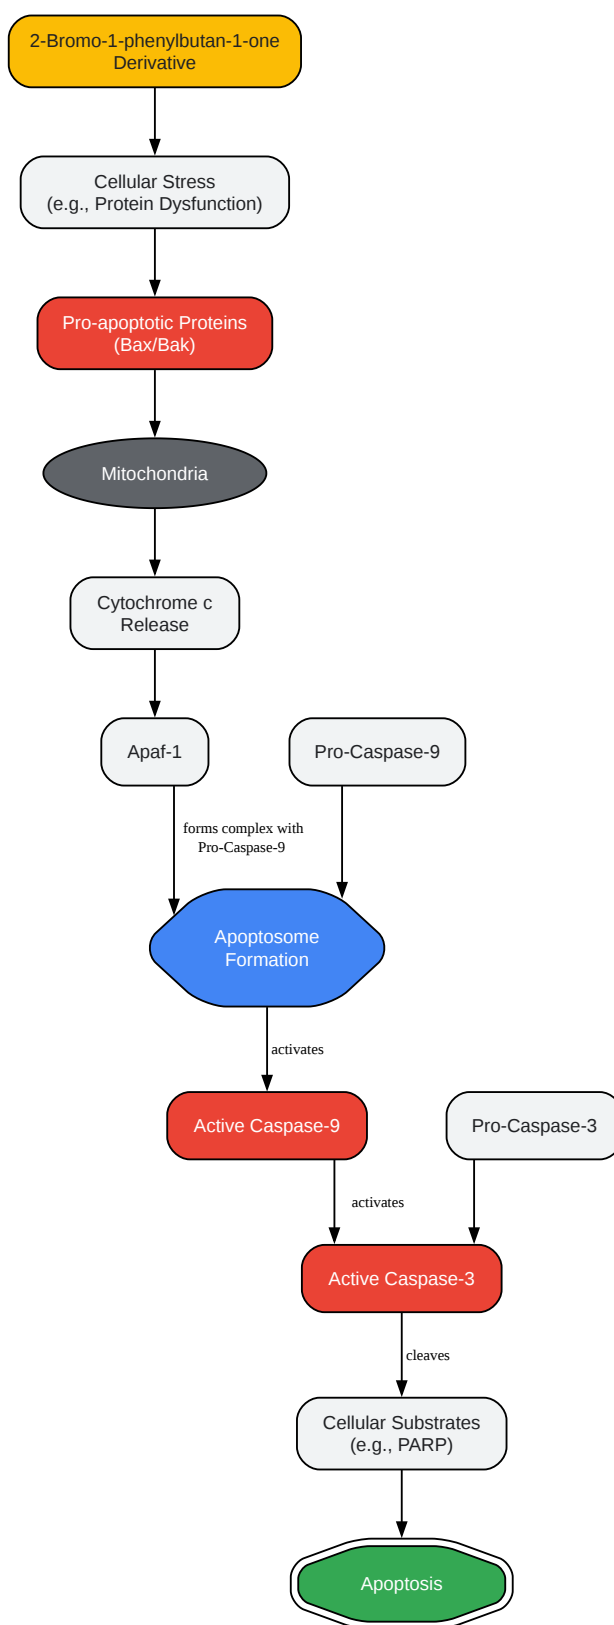 2-Bromo-1-phenylbutan-1-one
Derivative
Cellular Stress
(e.g., Protein Dysfunction)
Pro-apoptotic Proteins
(Bax/Bak)
Mitochondria
Cytochrome c
Release
Apaf-1
Pro-Caspase-9
forms complex with
Pro-Caspase-9
Apoptosome
Formation
activates
Active Caspase-9
Pro-Caspase-3
activates
Active Caspase-3
cleaves
Cellular Substrates
(e.g., PARP)
Apoptosis